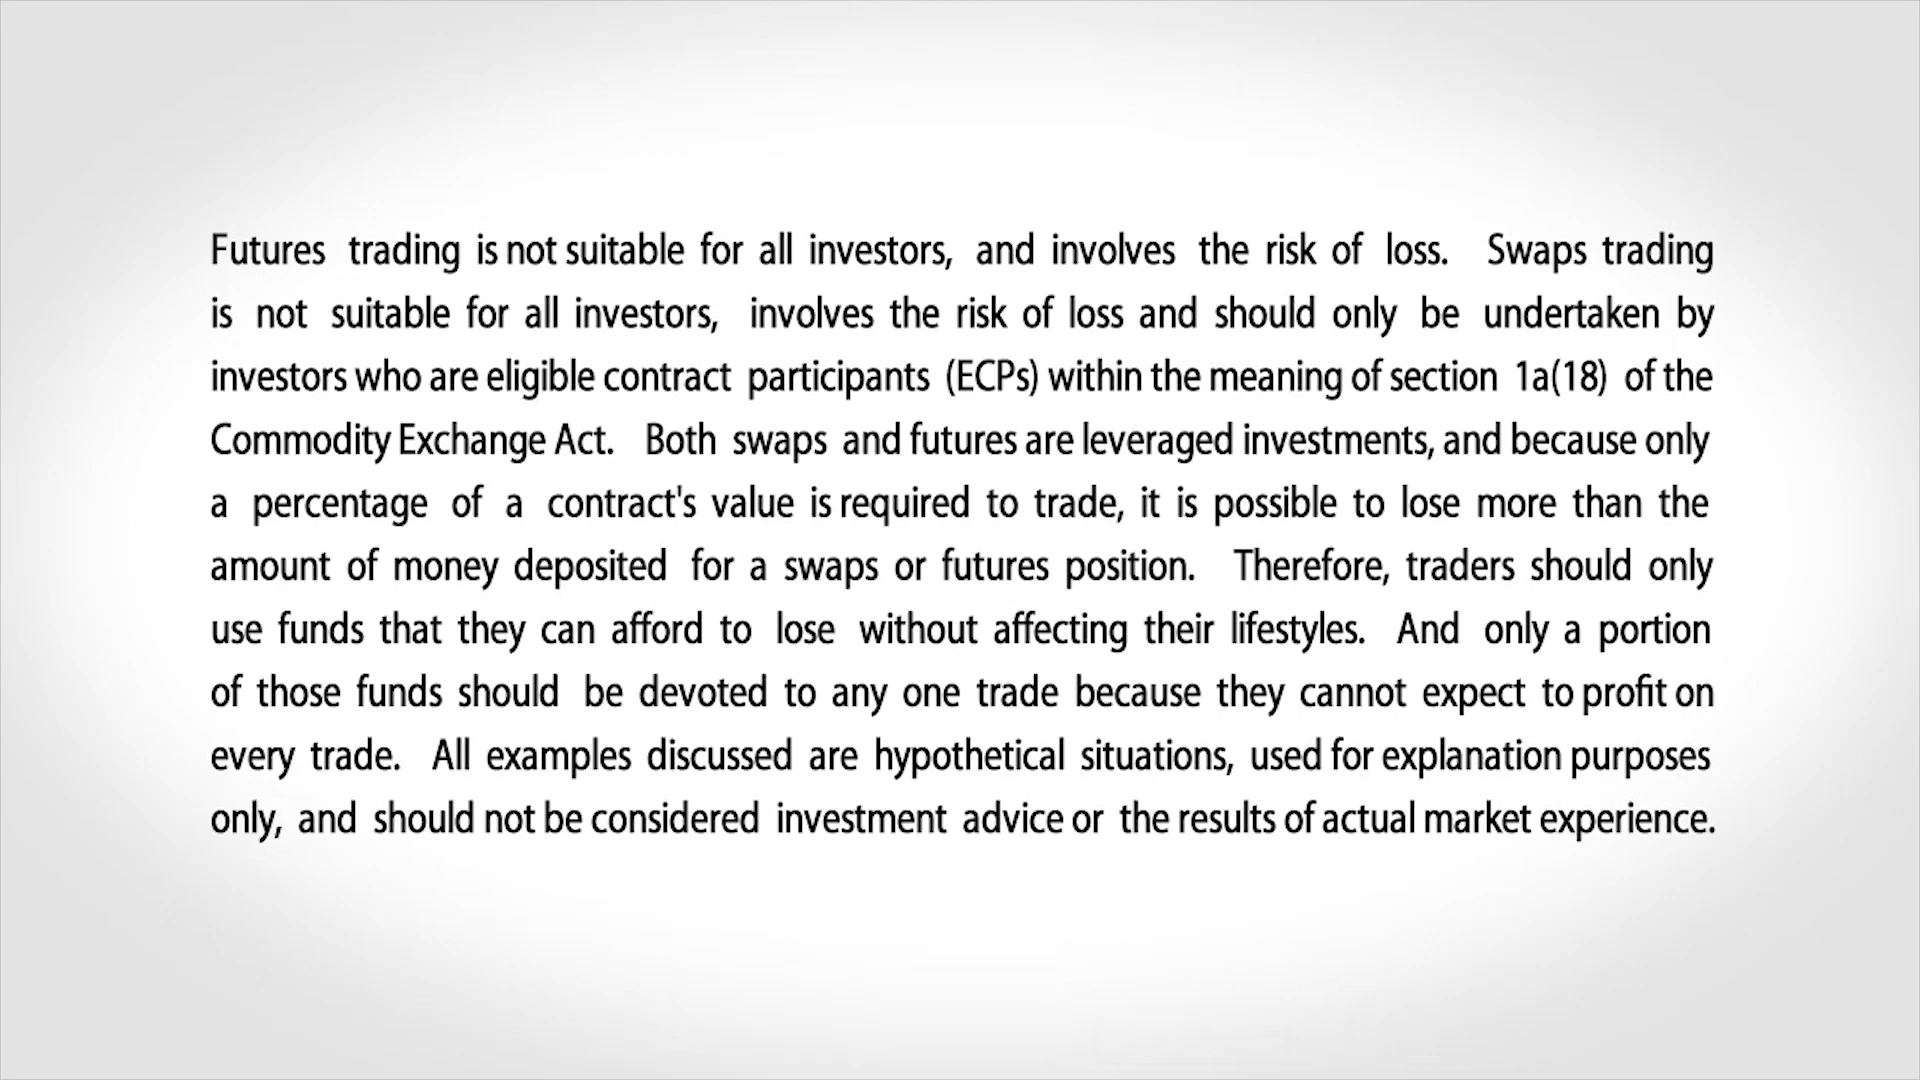 Futures trading is not suitable for all investors, and involves the risk of loss. Swaps trading
is not suitable for all investors, involves the risk of loss and should only be undertaken by
investors who are eligible contract participants (ECPs) within the meaning of section 1a(18) of the
Commodity Exchange Act. Both swaps and futures are leveraged investments, and because only
a percentage of a contract's value is required to trade, it is possible to lose more than the
amount of money deposited for a swaps or futures position. Therefore, traders should only
use funds that they can afford to lose without affecting their lifestyles. And only a portion
of those funds should be devoted to any one trade because they cannot expect to profit on
every trade. All examples discussed are hypothetical situations, used for explanation purposes
only, and should not be considered investment advice or the results of actual market experience.